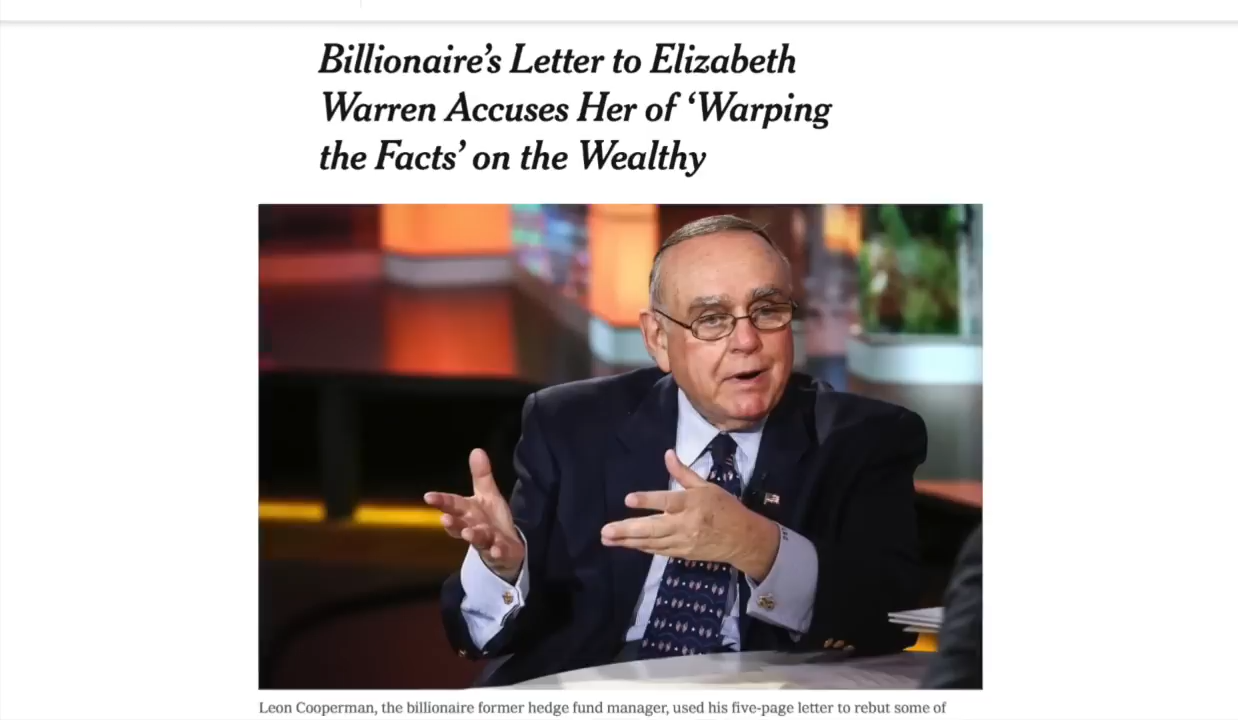 Billionaire’s Letter to Elizabeth
Warren Accuses Her of ‘Warping
the Facts’ on the Wealthy
Leon Cooperman, the billionaire former hedge fund manager, used his five-page letter to rebut some of